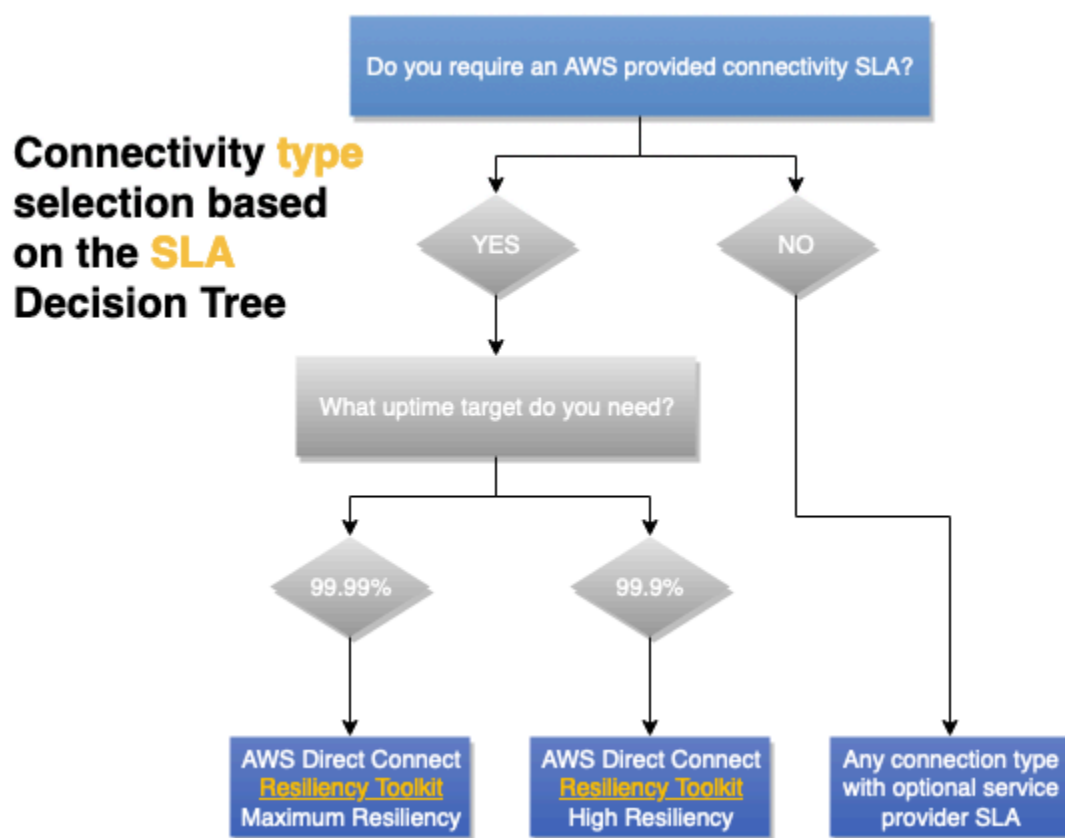 Do you require an AWS provided connectivity SLA?
Connectivity type
selection based
on the SLA
Decision Tree
YES
NO
What uptime target do you need?
99.99%
99.9%
AWS Direct Connect
Resiliency Toolkit
Maximum Resiliency
AWS Direct Connect
Resiliency Toolkit
High Resiliency
Any connection type
with optional service
provider SLA